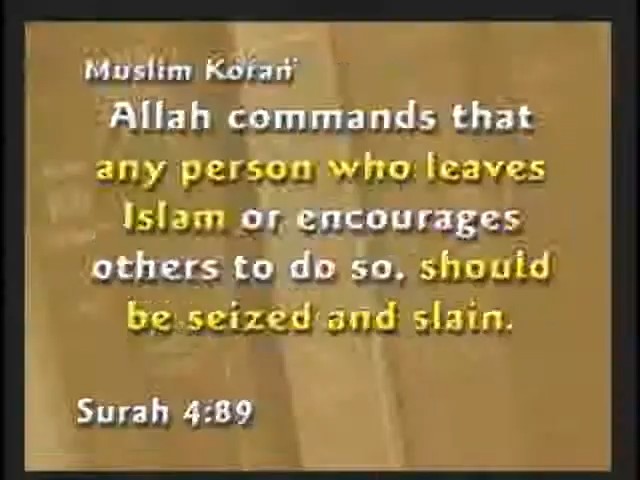 Muslim Koran
Allah commands that
any person who leaves
Islam or encourages
others to do so, should
be seized and slain.
Surah 4:89